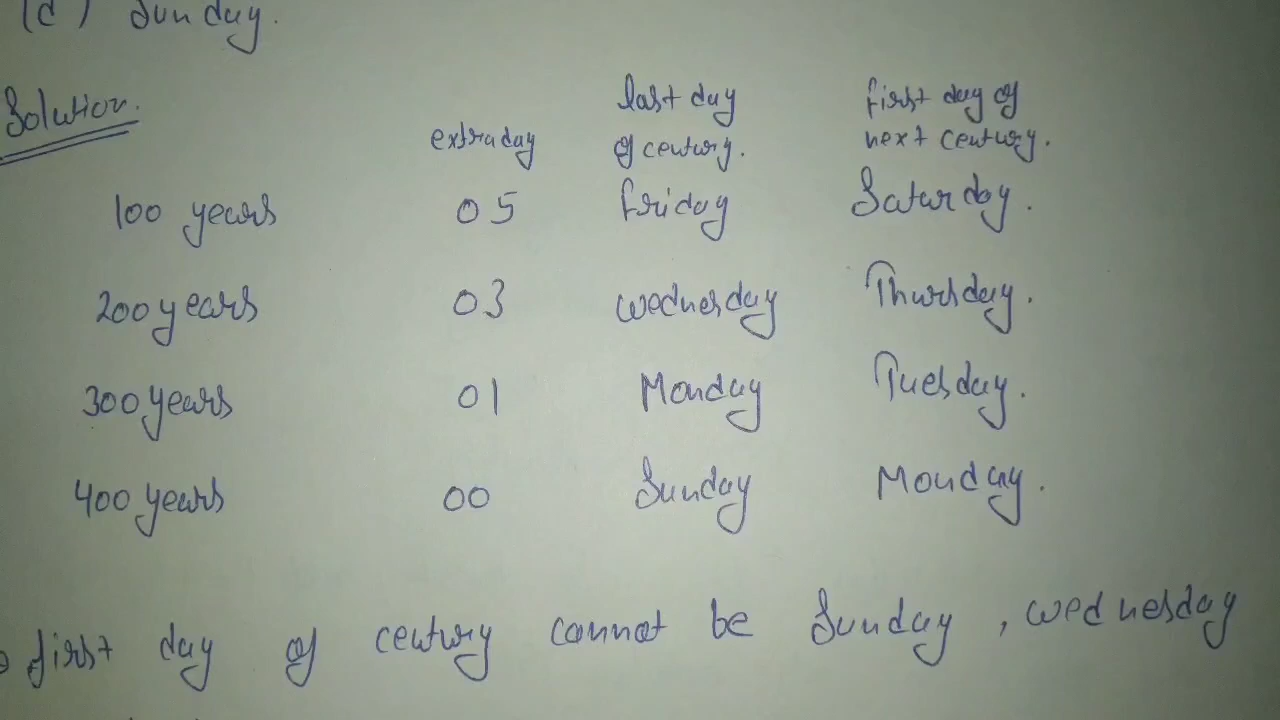 (d) Sunday.
Solution.
extraday last day of century. first day of next century.
100 years 05 Friday Saturday.
200 years 03 Wednesday Thursday.
300 years 01 Monday Tuesday.
400 years 00 Sunday Monday.
first day of century cannot be Sunday, Wednesday